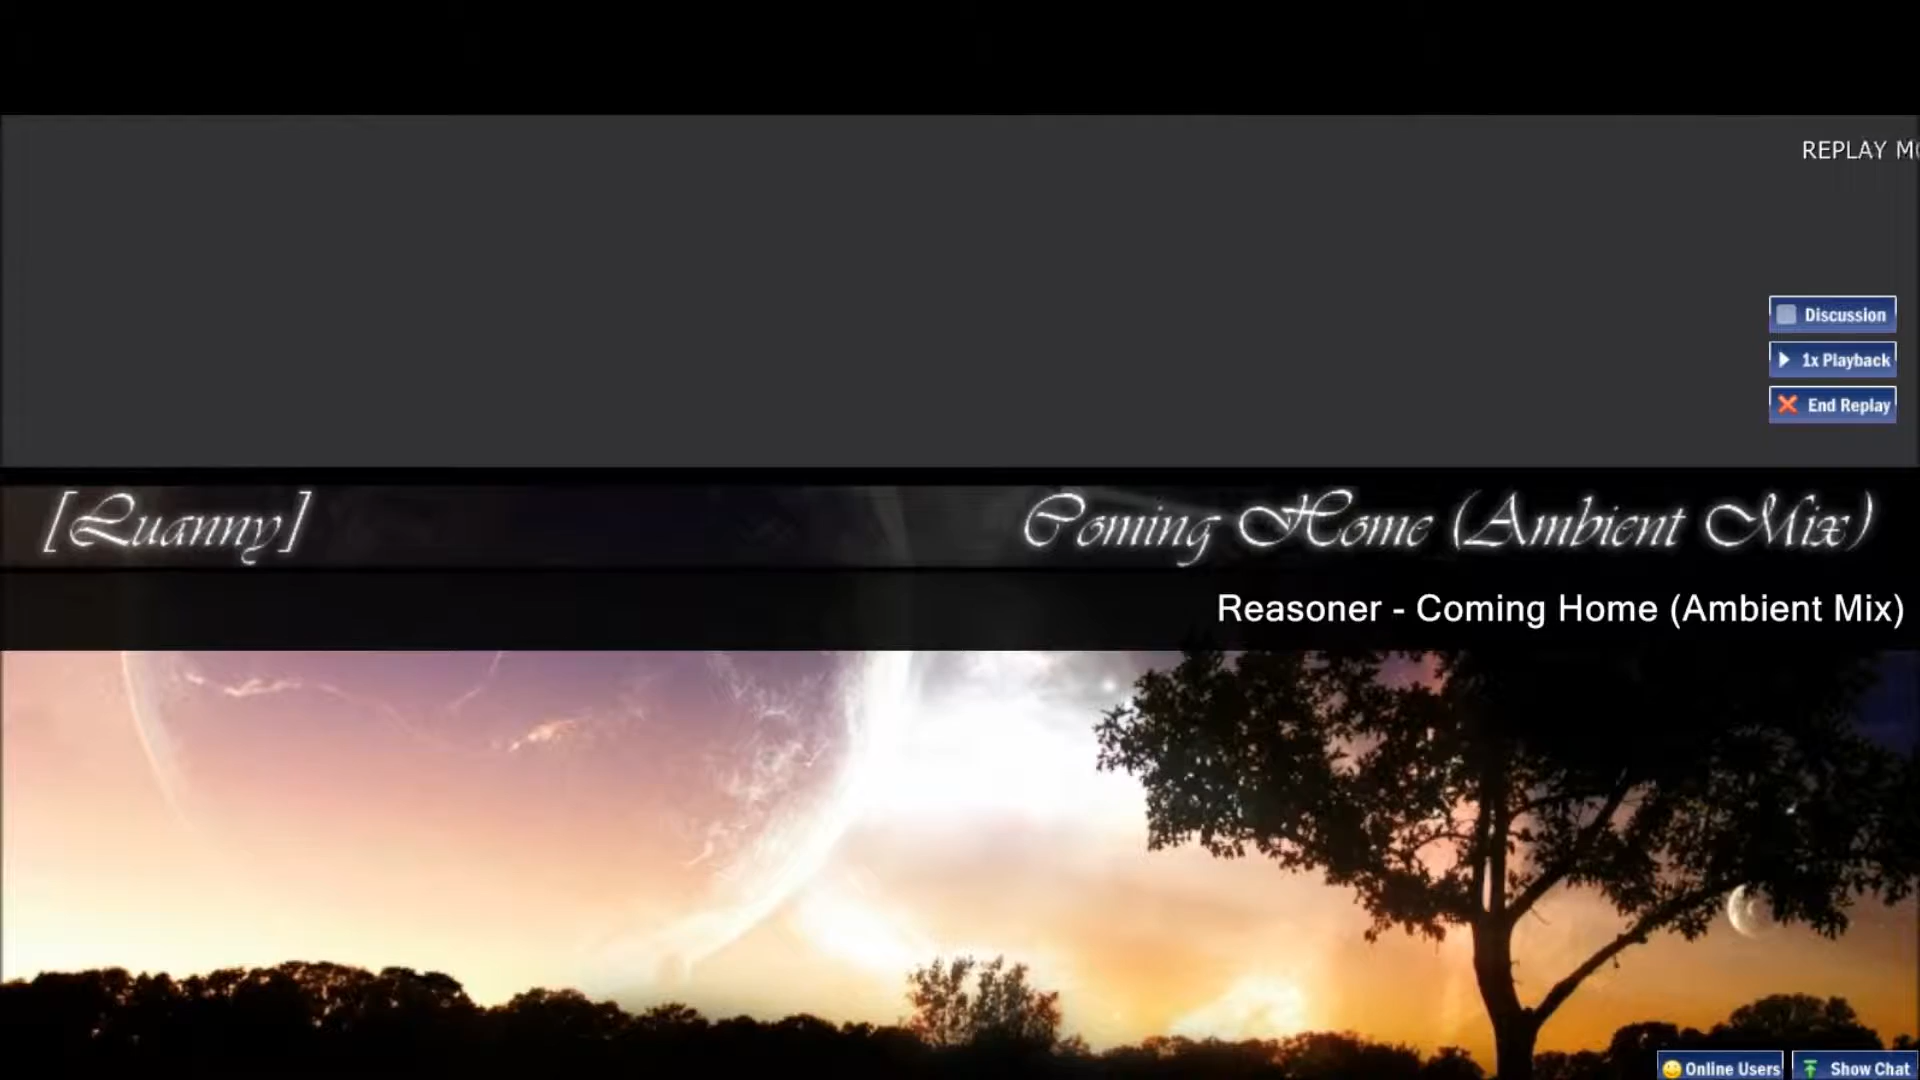 REPLAY MO
Discussion
1x Playback
End Replay
[Luanny] Coming Home (Ambient Mix)
Reasoner - Coming Home (Ambient Mix)
Online Users
Show Chat